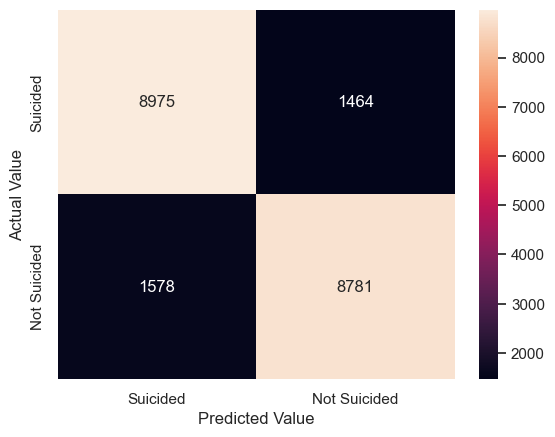 Actual Value
Suicided
Not Suicided
8975
1464
1578
8781
Suicided
Not Suicided
Predicted Value
8000
7000
6000
5000
4000
3000
2000